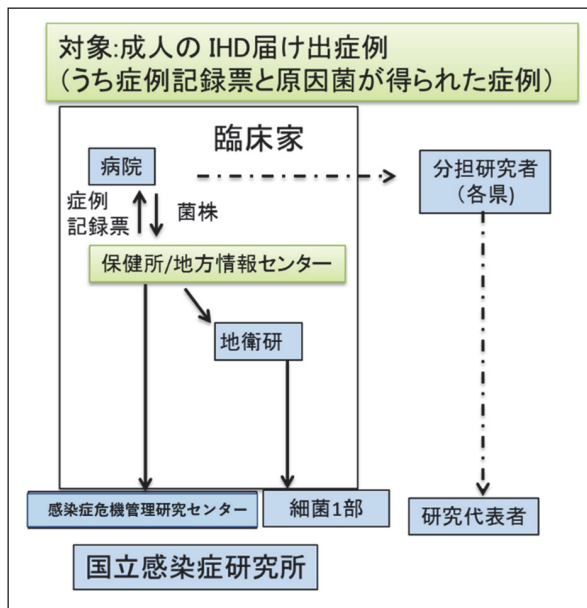 対象:成人の IHD届け出症例
(うち症例記録票と原因菌が得られた症例)
臨床家
病院
分担研究者
(各県)
症例
記録票
菌株
保健所/地方情報センター
地衛研
感染症危機管理研究センター
細菌1部
研究代表者
国立感染症研究所